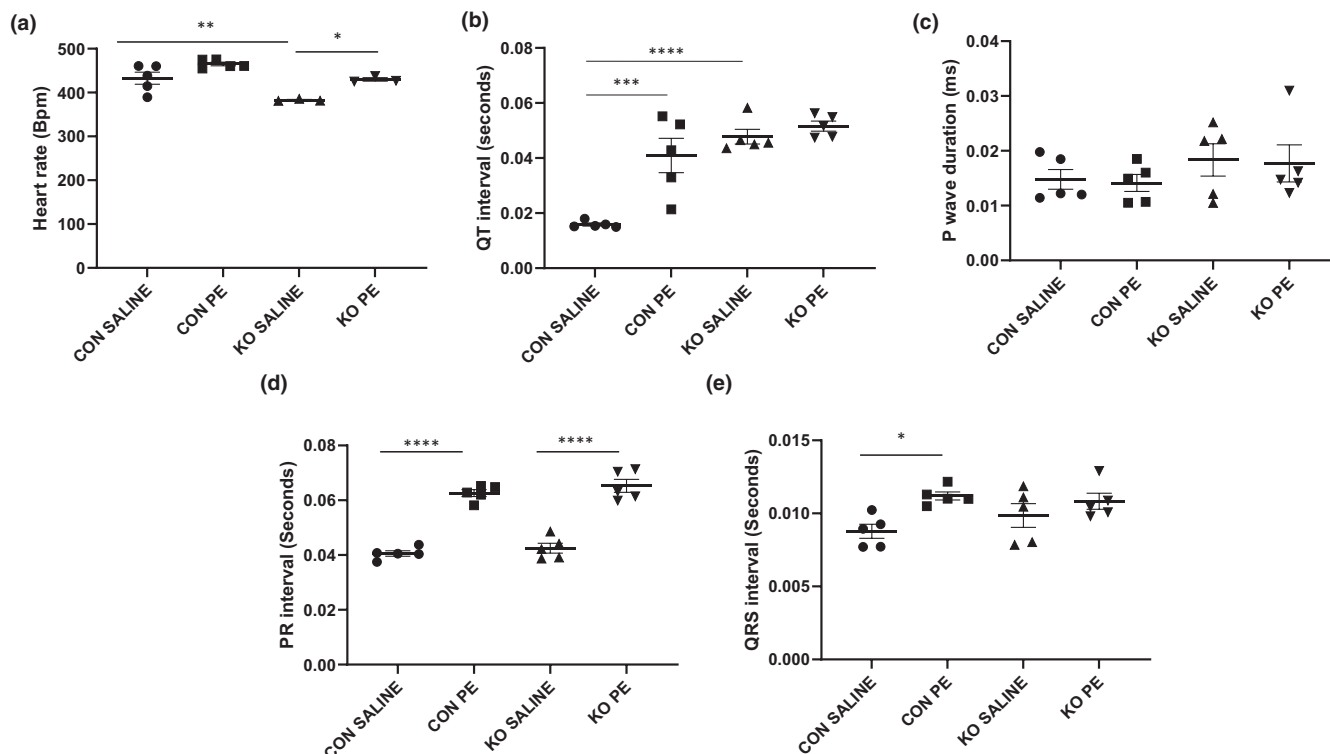 (a)
**
*
Heart rate (Bpm)
500
400
300
200
100
0
CON SALINE
CON PE
KO SALINE
KO PE
(b)
****
***
QT interval (seconds)
0.08
0.06
0.04
0.02
0.00
CON SALINE
CON PE
KO SALINE
KO PE
(c)
P wave duration (ms)
0.04
0.03
0.02
0.01
0.00
CON SALINE
CON PE
KO SALINE
KO PE
(d)
****
****
PR interval (Seconds)
0.08
0.06
0.04
0.02
0.00
CON SALINE
CON PE
KO SALINE
KO PE
(e)
*
QRS interval (Seconds)
0.015
0.010
0.005
0.000
CON SALINE
CON PE
KO SALINE
KO PE